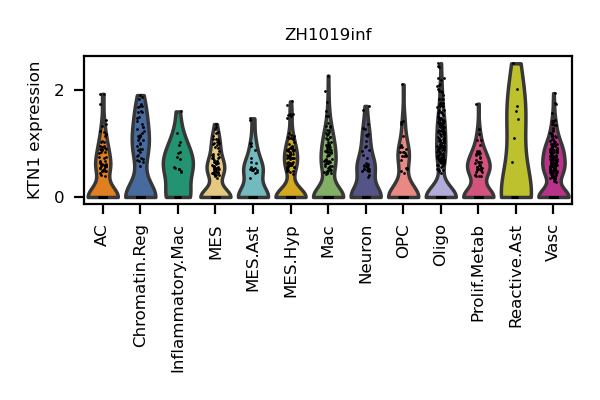 ZH1019inf
KTN1 expression
2
0
AC
Chromatin.Reg
Inflammatory.Mac
MES
MES.Ast
MES.Hyp
Mac
Neuron
OPC
Oligo
Prolif.Metab
Reactive.Ast
Vasc